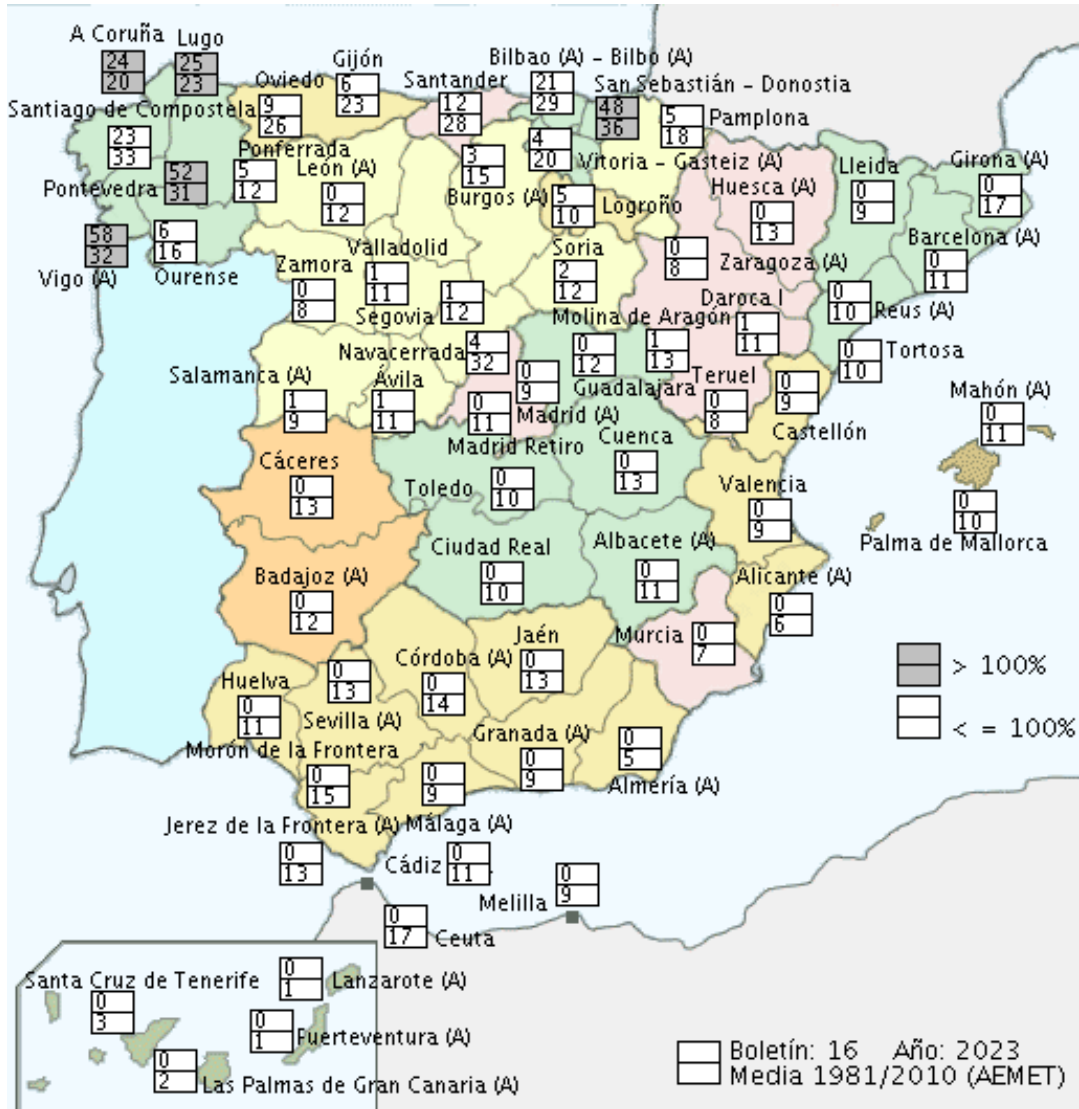 A Coruña
24
20
Lugo
25
23
Santiago de Compostela
23
33
Oviedo
9
26
Gijón
6
23
Santander
12
28
Bilbao (A) - Bilbo (A)
21
29
San Sebastián - Donostia
48
36
Pamplona
5
18
Vitoria - Gasteiz (A)
4
20
Pontevedra
52
31
Ponferrada
5
12
León (A)
0
12
Burgos (A)
3
15
Logroño
5
10
Huesca (A)
0
13
Lleida
0
9
Girona (A)
0
17
Vigo (A)
58
32
Ourense
6
16
Zamora
0
8
Valladolid
1
11
Soria
2
12
Zaragoza (A)
0
8
Barcelona (A)
0
11
Segovia
1
12
Molina de Aragón
1
13
Daroca I
1
11
Reus (A)
0
10
Tortosa
0
10
Navacerrada
4
32
Guadalajara
0
12
Salamanca (A)
1
9
Ávila
1
11
Madrid (A)
0
9
Madrid Retiro
0
11
Teruel
0
8
Castellón
0
9
Mahón (A)
0
11
Cáceres
0
13
Toledo
0
10
Cuenca
0
13
Valencia
0
9
Palma de Mallorca
0
10
Badajoz (A)
0
12
Ciudad Real
0
10
Albacete (A)
0
11
Alicante (A)
0
6
Murcia
0
7
Huelva
0
11
Sevilla (A)
0
13
Córdoba (A)
0
14
Jaén
0
13
> 100%
< = 100%
Morón de la Frontera
0
15
Granada (A)
0
9
Almería (A)
0
5
Málaga (A)
0
9
Jerez de la Frontera (A)
0
13
Cádiz
0
11
Melilla
0
9
Ceuta
0
17
Santa Cruz de Tenerife
0
3
Lanzarote (A)
0
1
Fuerteventura (A)
0
1
Las Palmas de Gran Canaria (A)
0
2
Boletín: 16 Año: 2023
Media 1981/2010 (AEMET)